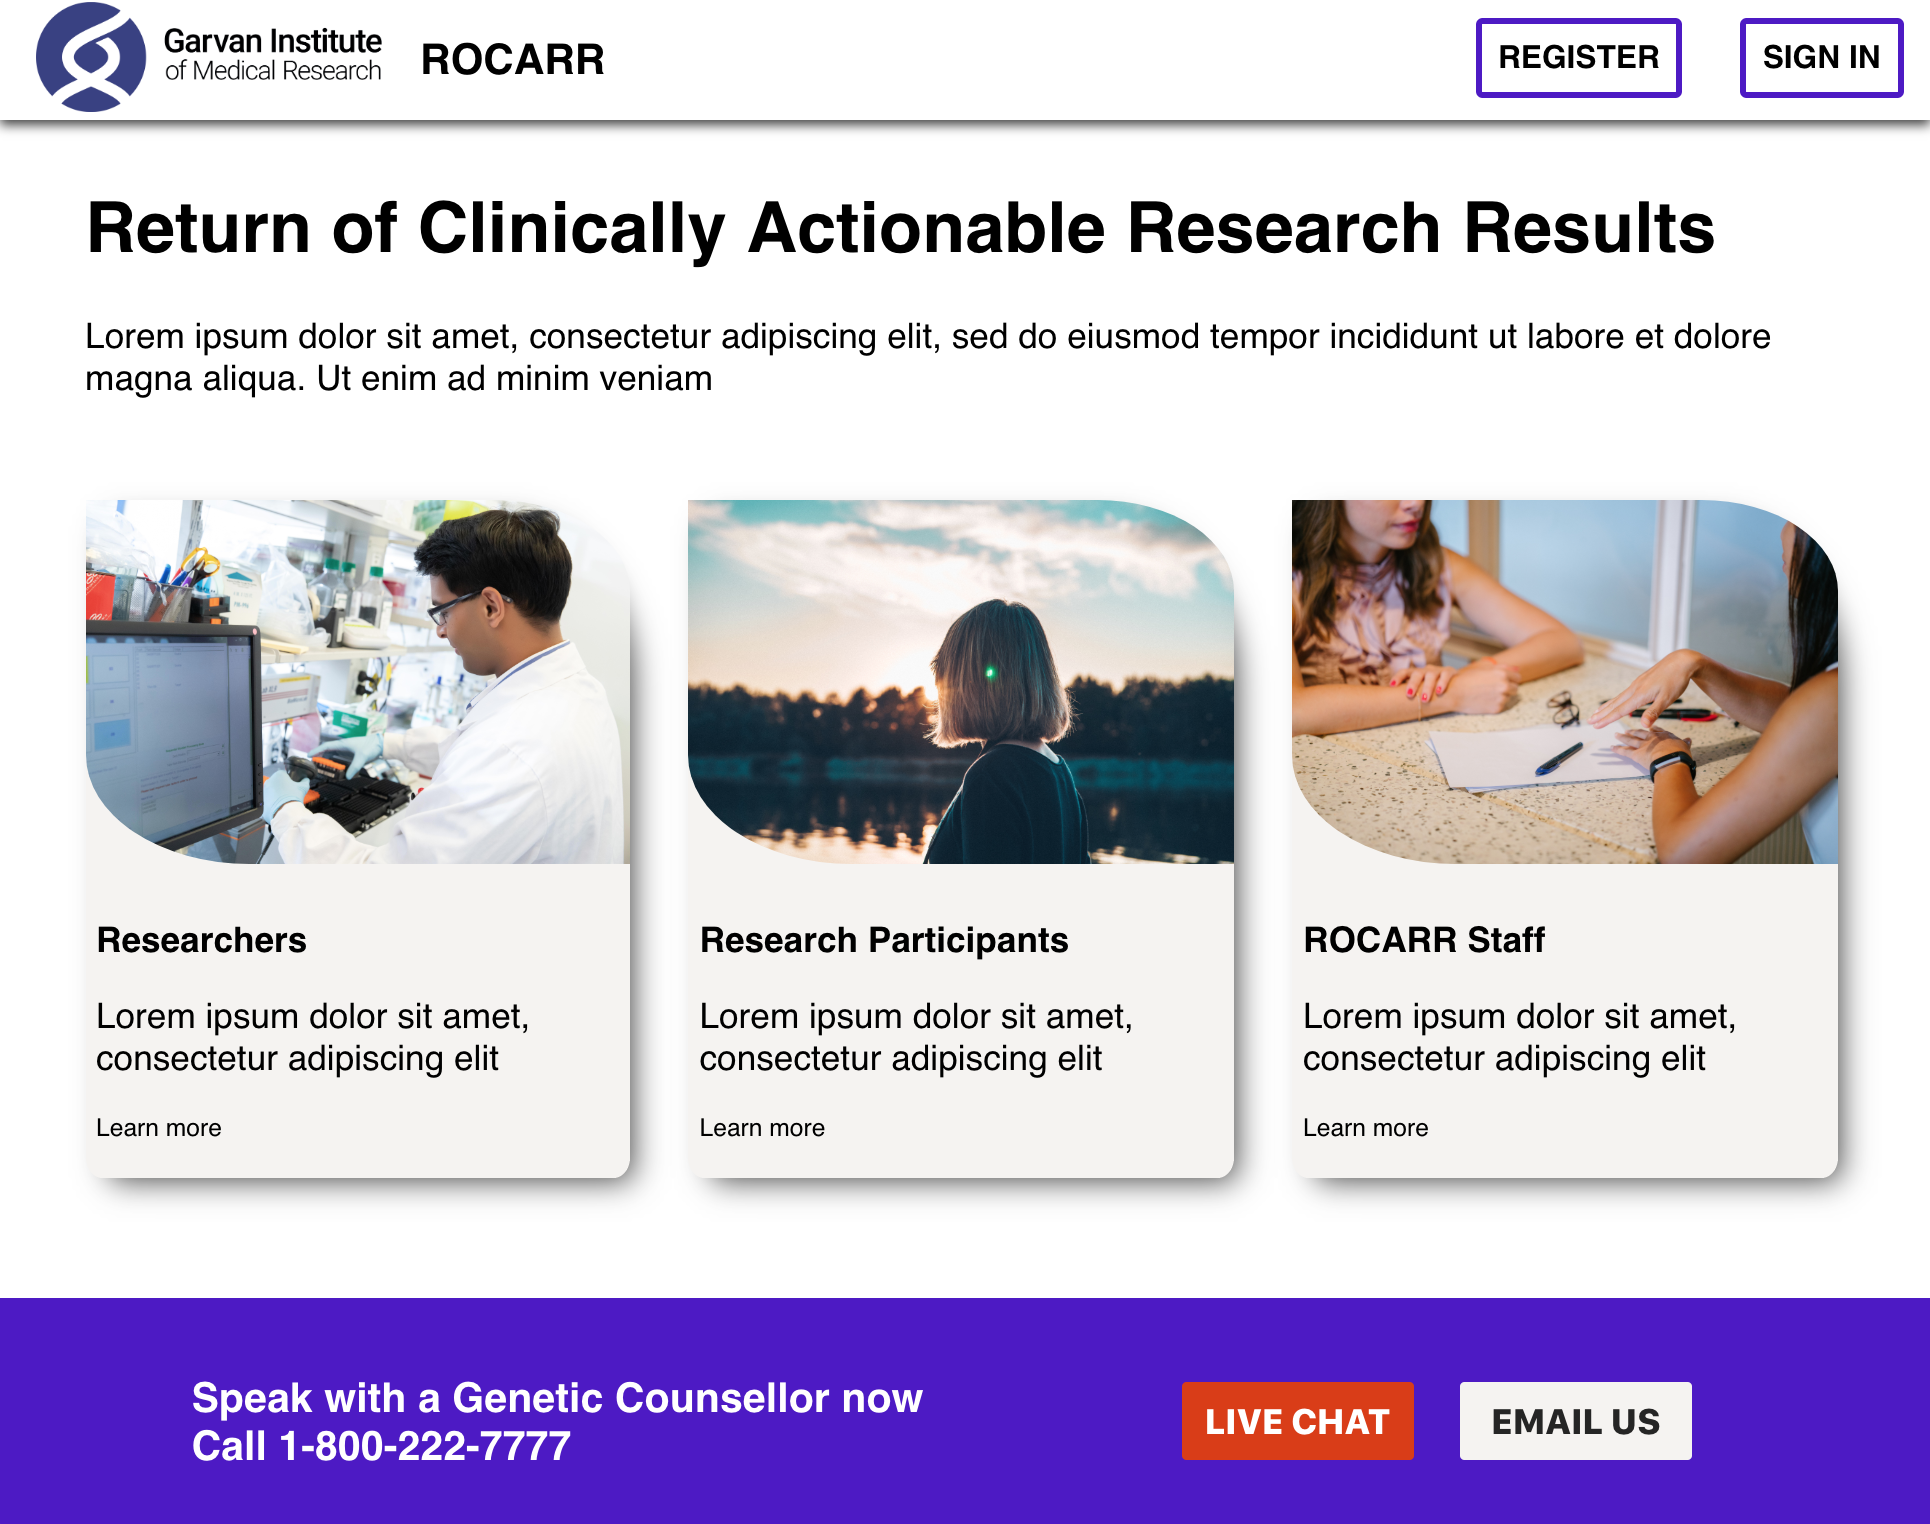 Garvan Institute
of Medical Research
ROCARR
REGISTER
SIGN IN
Return of Clinically Actionable Research Results
Lorem ipsum dolor sit amet, consectetur adipiscing elit, sed do eiusmod tempor incididunt ut labore et dolore
magna aliqua. Ut enim ad minim veniam
Researchers
Lorem ipsum dolor sit amet,
consectetur adipiscing elit
Learn more
Research Participants
Lorem ipsum dolor sit amet,
consectetur adipiscing elit
Learn more
ROCARR Staff
Lorem ipsum dolor sit amet,
consectetur adipiscing elit
Learn more
Speak with a Genetic Counsellor now
Call 1-800-222-7777
LIVE CHAT
EMAIL US